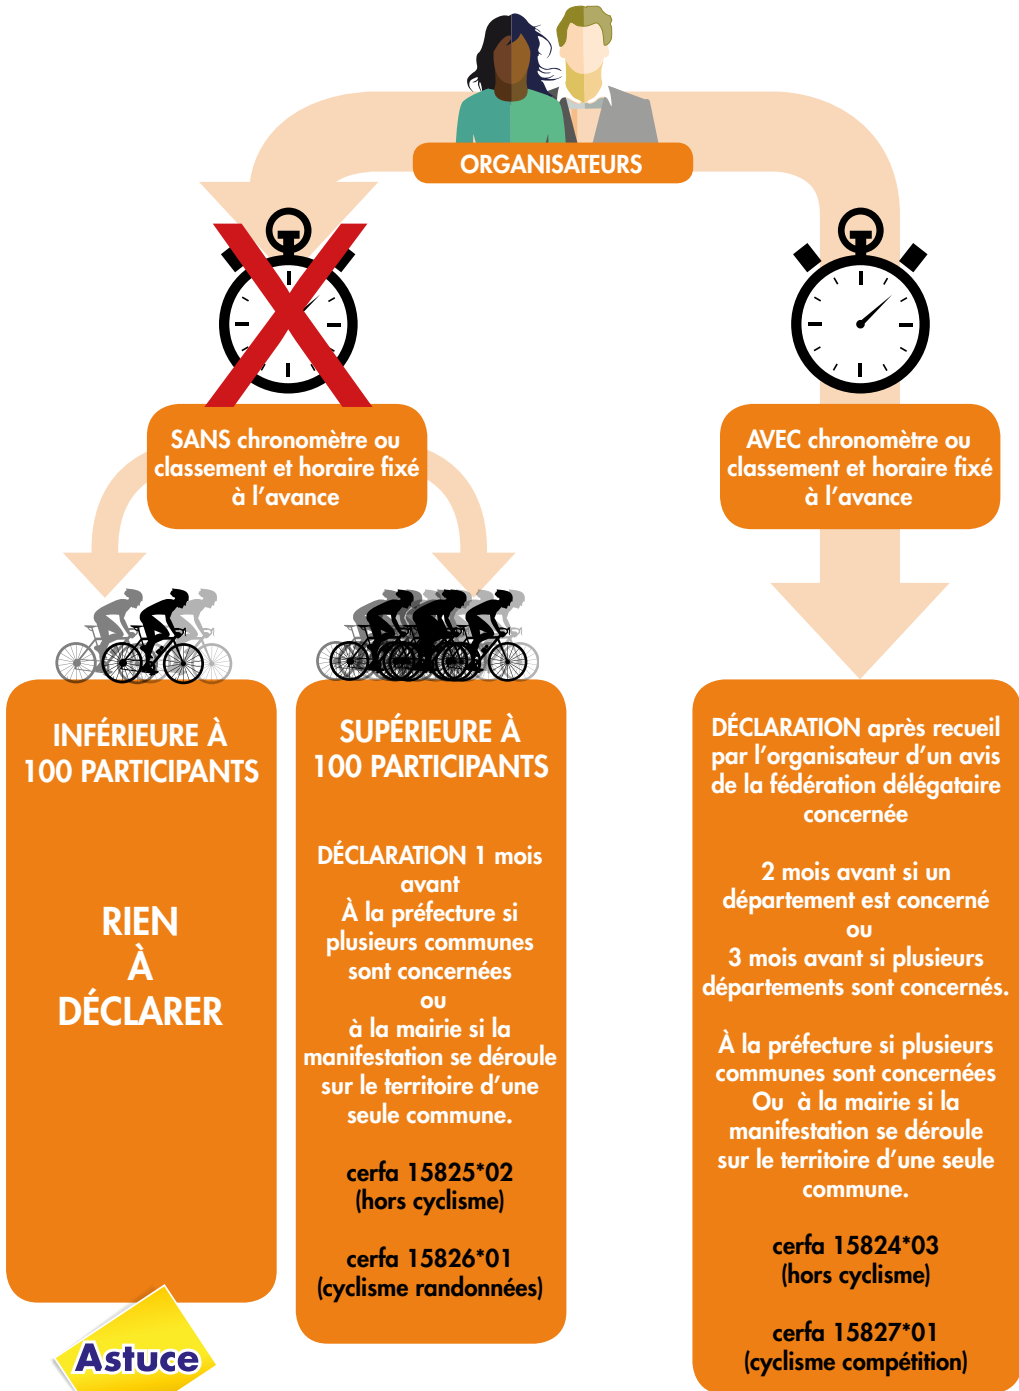 ORGANISATEURS
SANS chronomètre ou
classement et horaire fixé
à l'avance
AVEC chronomètre ou
classement et horaire fixé
à l'avance
INFÉRIEURE À
100 PARTICIPANTS
RIEN
À
DÉCLARER
SUPÉRIEURE À
100 PARTICIPANTS
DÉCLARATION 1 mois
avant
À la préfecture si
plusieurs communes
sont concernées
ou
à la mairie si la
manifestation se déroule
sur le territoire d'une
seule commune.
cerfa 15825*02
(hors cyclisme)
cerfa 15826*01
(cyclisme randonnées)
DÉCLARATION après recueil
par l'organisateur d'un avis
de la fédération délégataire
concernée
2 mois avant si un
département est concerné
ou
3 mois avant si plusieurs
départements sont concernés.
À la préfecture si plusieurs
communes sont concernées
Ou à la mairie si la
manifestation se déroule
sur le territoire d'une seule
commune.
cerfa 15824*03
(hors cyclisme)
cerfa 15827*01
(cyclisme compétition)
Astuce